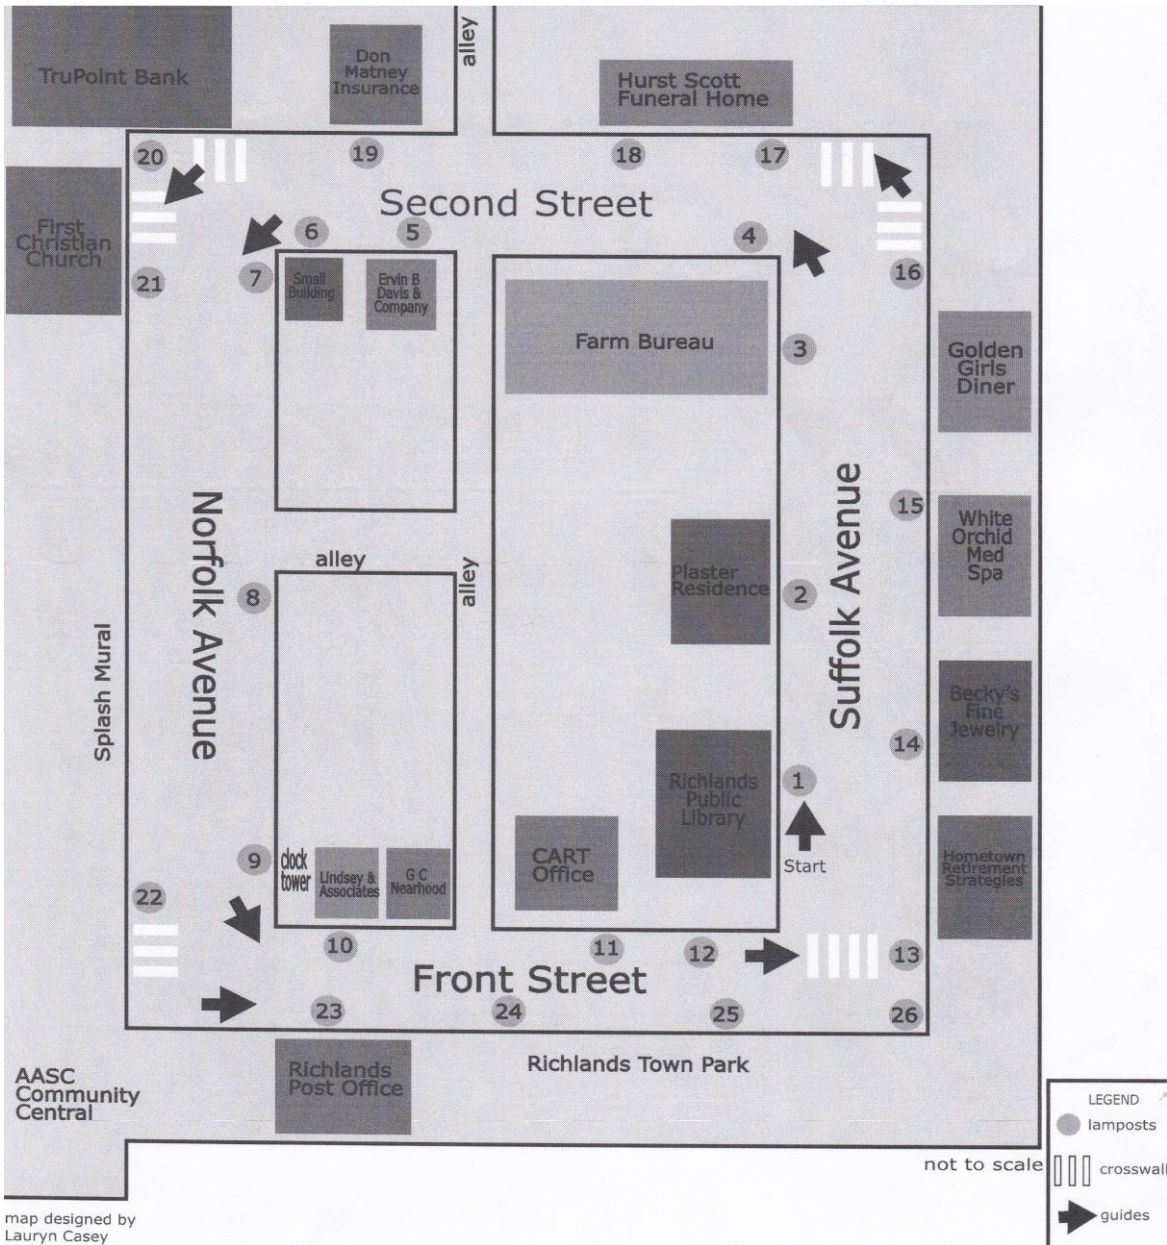 TruPoint Bank
Don
Matney
Insurance
alley
Hurst Scott
Funeral Home
20
19
18
17
First
Christian
Church
Second Street
6
5
4
21
7
16
Small
Building
Ervin B
Davis &
Company
Farm Bureau
3
Golden
Girls
Diner
Norfolk Avenue
Suffolk Avenue
15
White
Orchid
Med
Spa
alley
alley
8
Plaster
Residence
2
Splash Mural
Becky's
Fine
Jewelry
14
1
Richlands
Public
Library
Start
9
clock
tower
Lindsey &
Associates
G C
Nearhood
CART
Office
Hometown
Retirement
Strategies
22
10
11
12
13
Front Street
23
24
25
26
Richlands
Post Office
Richlands Town Park
AASC
Community
Central
LEGEND
lampposts
crosswall
guides
not to scale
map designed by
Lauryn Casey